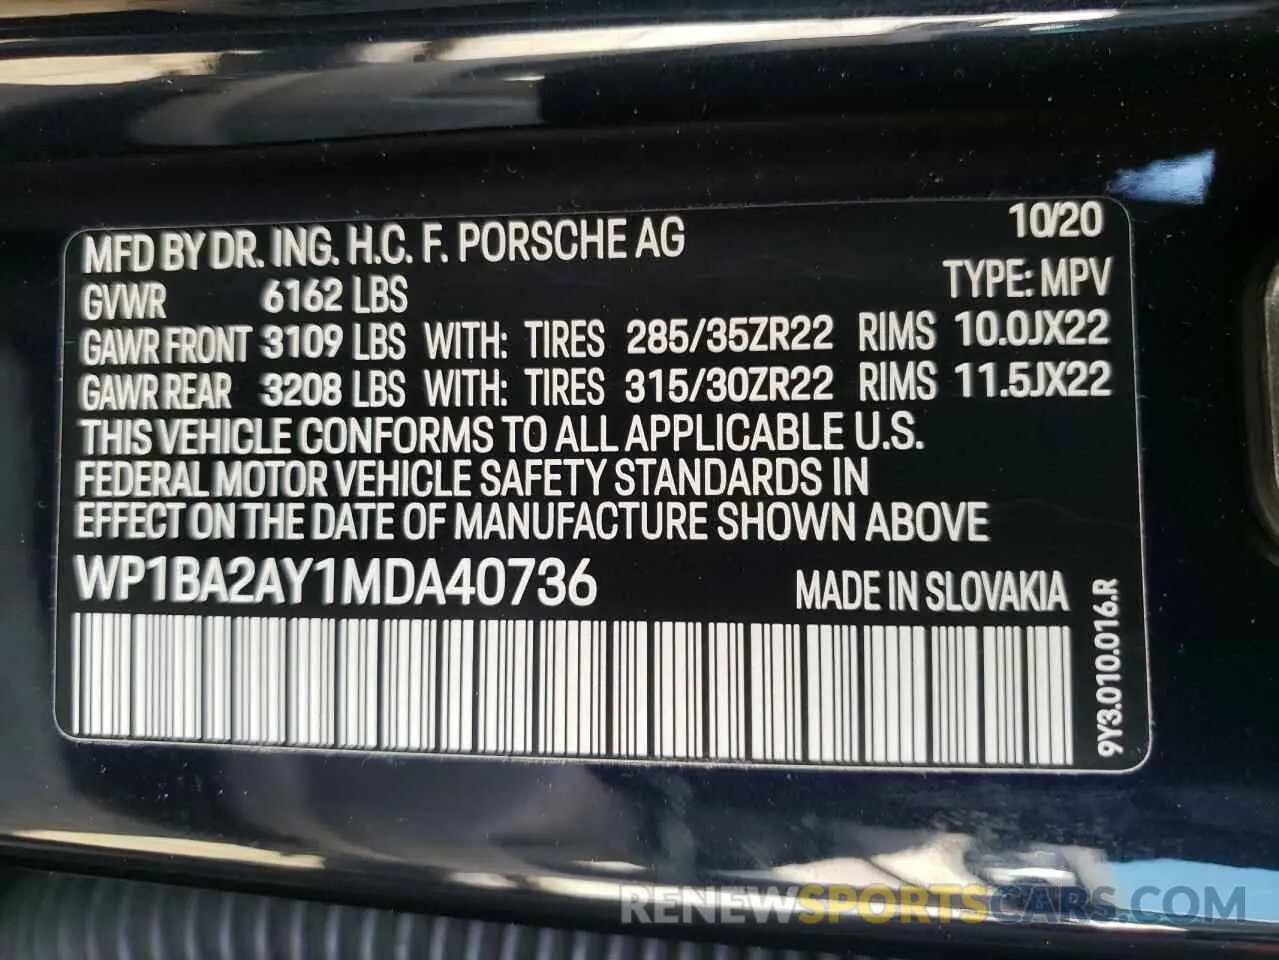 MFD BY DR. ING. H.C. F. PORSCHE AG 10/20
GVWR 6162 LBS TYPE: MPV
GAWR FRONT 3109 LBS WITH: TIRES 285/35ZR22 RIMS 10.0JX22
GAWR REAR 3208 LBS WITH: TIRES 315/30ZR22 RIMS 11.5JX22
THIS VEHICLE CONFORMS TO ALL APPLICABLE U.S.
FEDERAL MOTOR VEHICLE SAFETY STANDARDS IN
EFFECT ON THE DATE OF MANUFACTURE SHOWN ABOVE
WP1BA2AY1MDA40736 MADE IN SLOVAKIA
9Y3.010.016.R
RENEWSPORTSCARS.COM